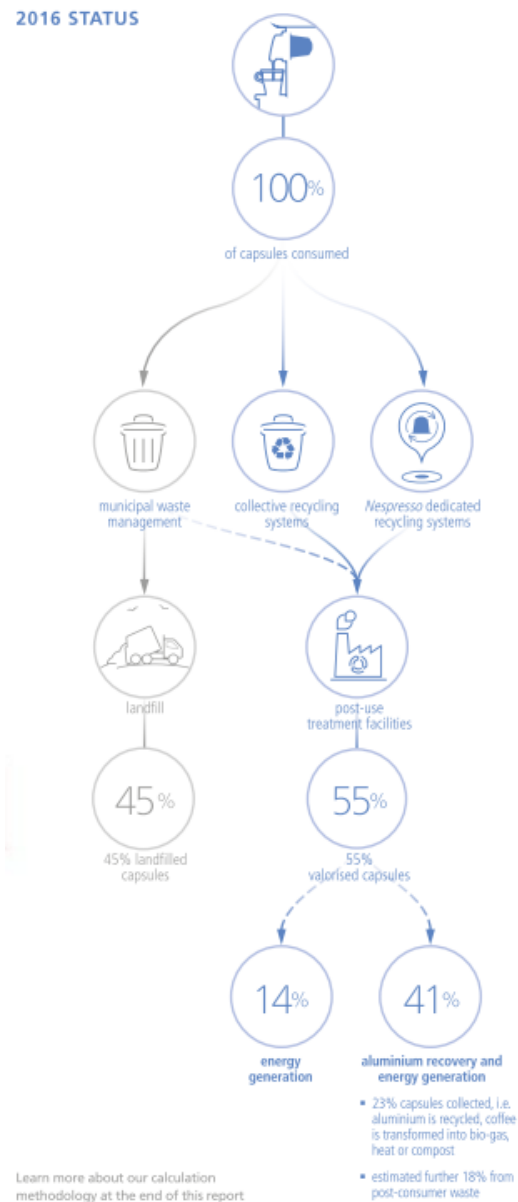 2016 STATUS
100%
of capsules consumed
municipal waste
management
collective recycling
systems
Nespresso dedicated
recycling systems
landfill
post-use
treatment facilities
45%
45% landfilled
capsules
55%
55%
valorised capsules
14%
energy
generation
41%
aluminium recovery and
energy generation
▪ 23% capsules collected, i.e.
aluminium is recycled, coffee
is transformed into bio-gas,
heat or compost
▪ estimated further 18% from
post-consumer waste
Learn more about our calculation
methodology at the end of this report